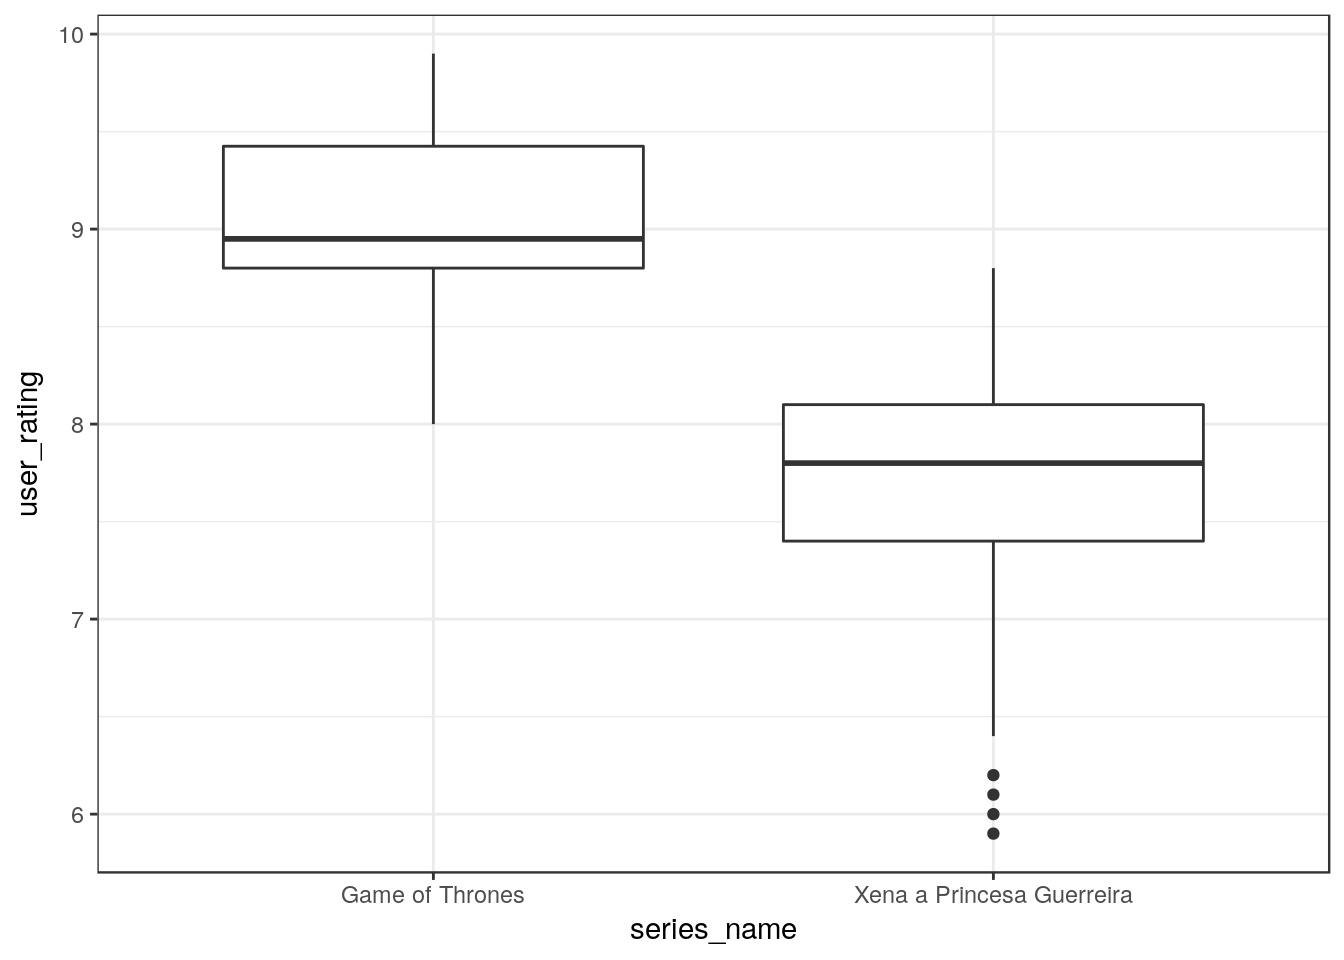 10
9
8
7
6
user_rating
Game of Thrones
Xena a Princesa Guerreira
series_name